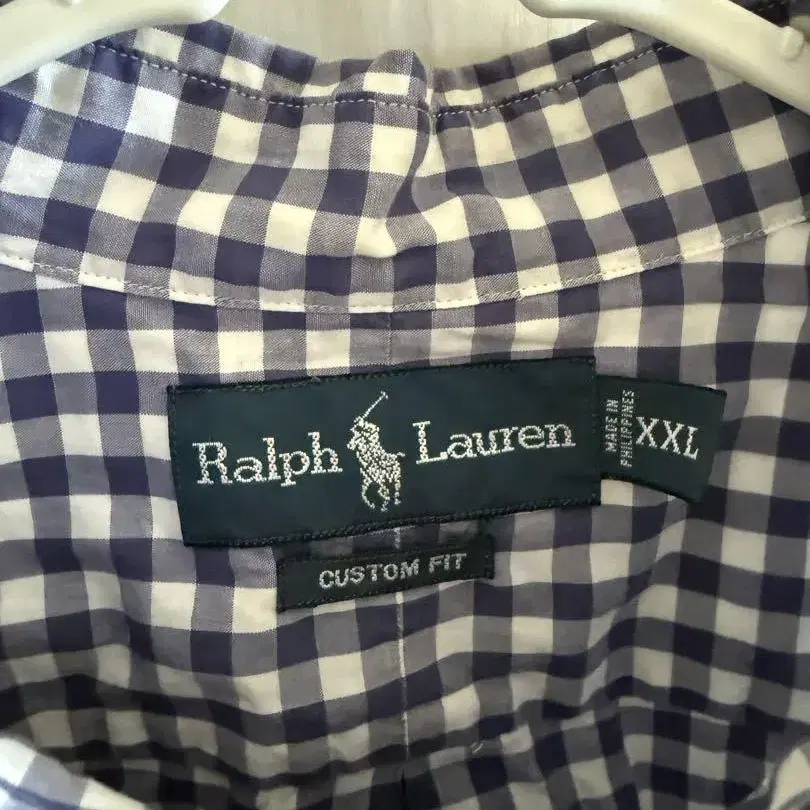 Ralph Lauren
MADE IN
PHILIPPINES
XXL
CUSTOM FIT